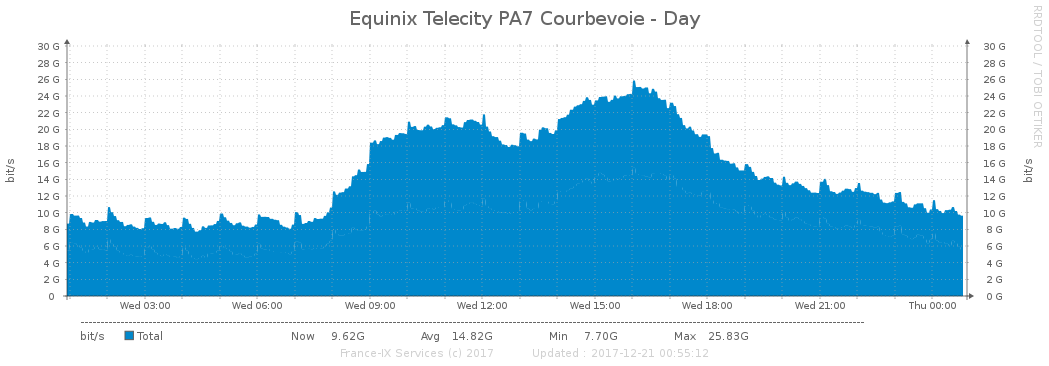 Equinix Telecity PA7 Courbevoie - Day
RRDTOOL / TOBI OETIKER
30 G 30 G
28 G 28 G
26 G 26 G
24 G 24 G
22 G 22 G
20 G 20 G
18 G 18 G
16 G 16 G
14 G 14 G
12 G 12 G
10 G 10 G
8 G 8 G
6 G 6 G
4 G 4 G
2 G 2 G
0 0 G
bit/s bit/s
Wed 03:00 Wed 06:00 Wed 09:00 Wed 12:00 Wed 15:00 Wed 18:00 Wed 21:00 Thu 00:00
bit/s Total Now 9.62G Avg 14.82G Min 7.70G Max 25.83G
France-IX Services (c) 2017 Updated : 2017-12-21 00:55:12